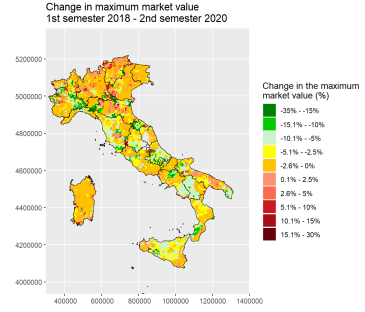 Change in maximum market value
1st semester 2018 - 2nd semester 2020
5200000
5000000
4800000
4600000
4400000
4200000
4000000
400000
600000
800000
1000000
1200000
1400000
Change in the maximum
market value (%)
-35% - -15%
-15.1% - -10%
-10.1% - -5%
-5.1% - -2.5%
-2.6% - 0%
0.1% - 2.5%
2.6% - 5%
5.1% - 10%
10.1% - 15%
15.1% - 30%